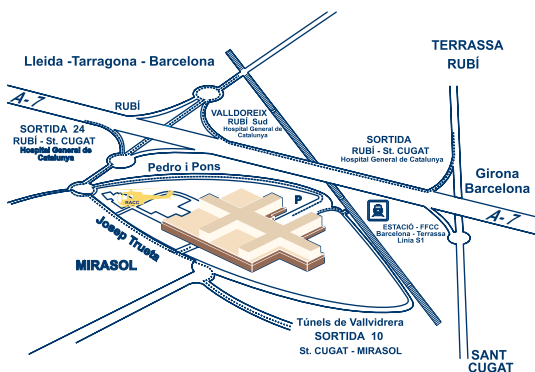 TERRASSA
RUBÍ
Lleida -Tarragona - Barcelona
A- 7
RUBÍ
VALLDOREIX
RUBÍ Sud
Hospital General de
Catalunya
SORTIDA 24
RUBÍ - St. CUGAT
Hospital General de
Catalunya
SORTIDA
RUBÍ - St. CUGAT
Hospital General de Catalunya
Pedro i Pons
Girona
Barcelona
RACC
P
A- 7
Josep Trueta
ESTACIÓ - FFCC
Barcelona - Terrassa
Línia S1
MIRASOL
Túnels de Vallvidrera
SORTIDA 10
St. CUGAT - MIRASOL
SANT
CUGAT